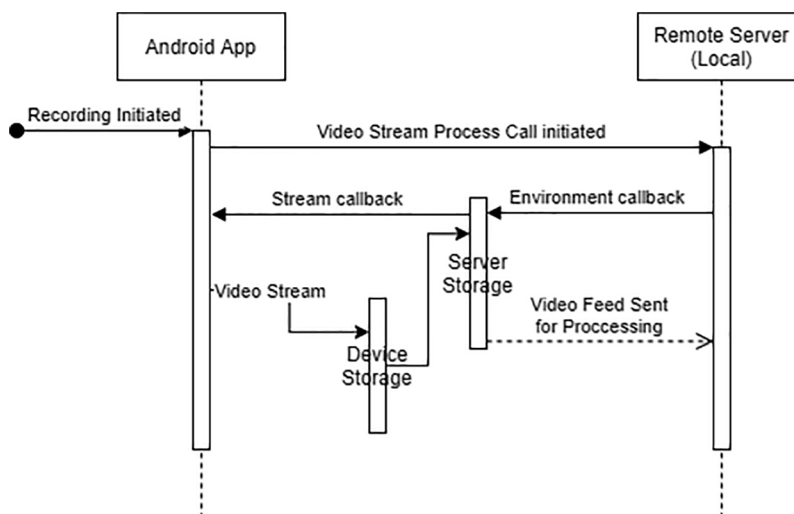 Android App
Remote Server
(Local)
Recording Initiated
Video Stream Process Call initiated
Stream callback
Environment callback
Server
Storage
Video Stream
Video Feed Sent
for Proccessing
Device
Storage